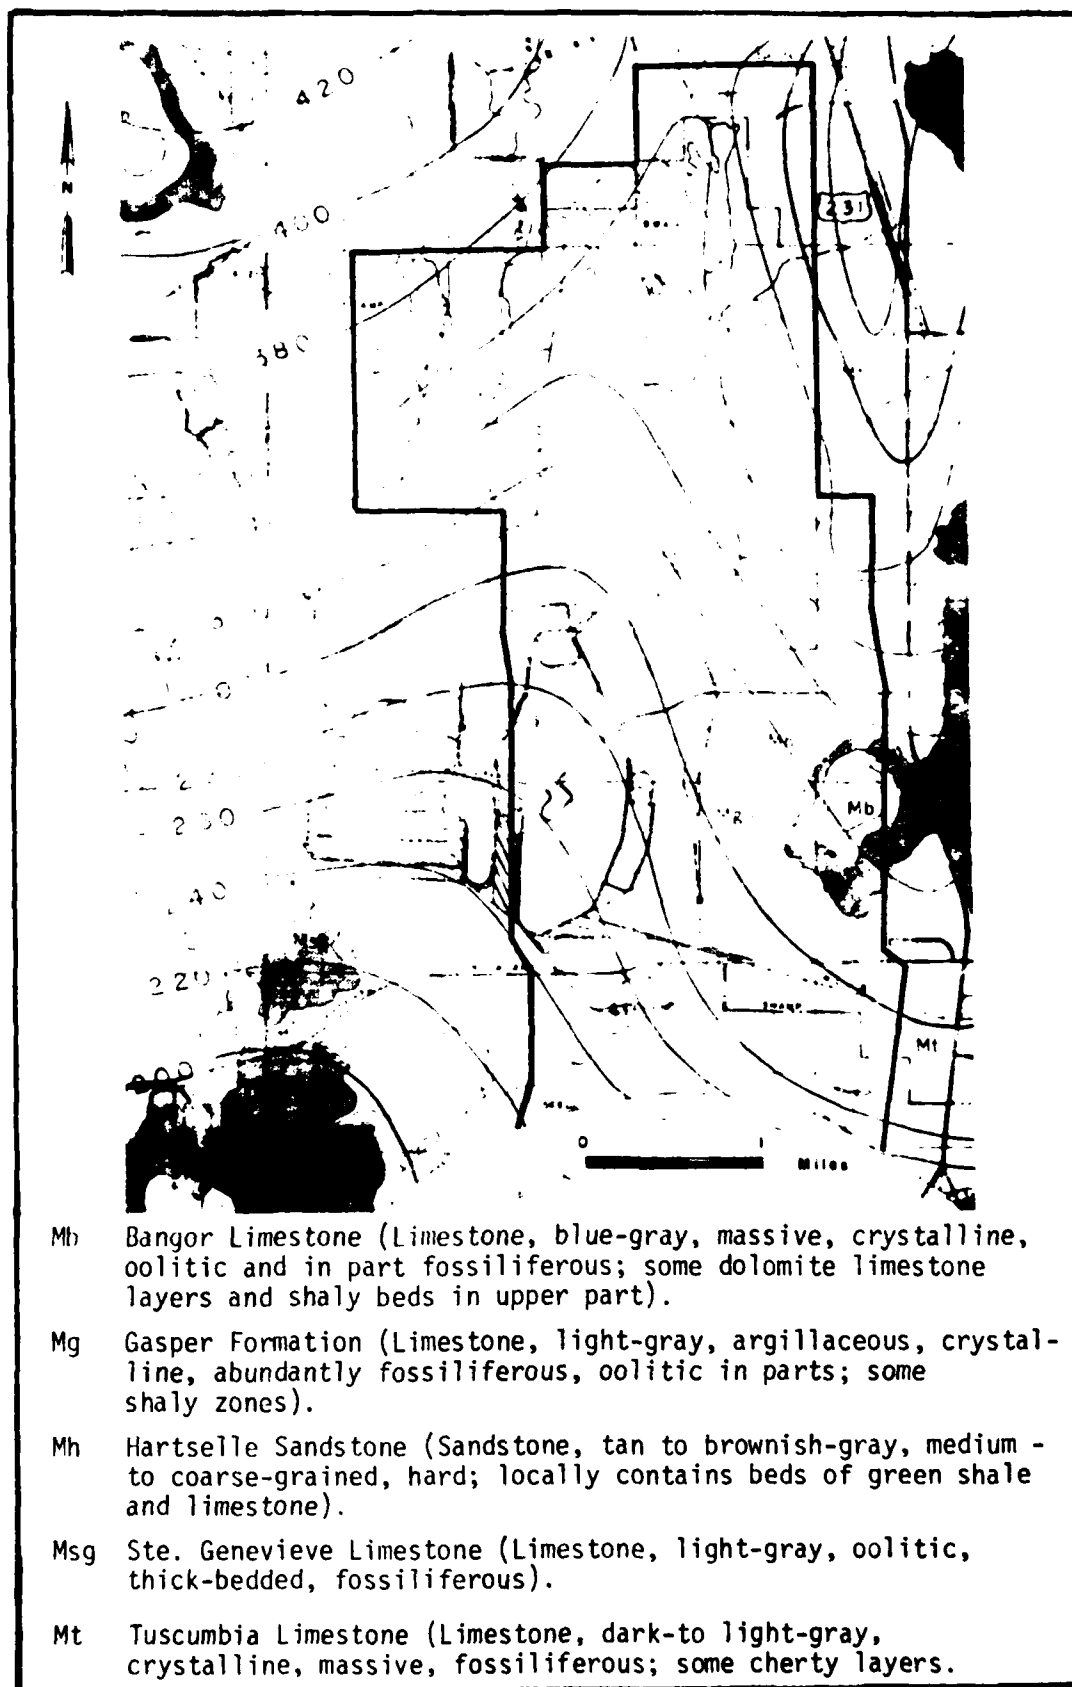 420
N
400
231
380
Mb
220
Mt
0 1
Miles
Mb Bangor Limestone (Limestone, blue-gray, massive, crystalline,
oolitic and in part fossiliferous; some dolomite limestone
layers and shaly beds in upper part).
Mg Gasper Formation (Limestone, light-gray, argillaceous, crystal-
line, abundantly fossiliferous, oolitic in parts; some
shaly zones).
Mh Hartselle Sandstone (Sandstone, tan to brownish-gray, medium -
to coarse-grained, hard; locally contains beds of green shale
and limestone).
Msg Ste. Genevieve Limestone (Limestone, light-gray, oolitic,
thick-bedded, fossiliferous).
Mt Tuscumbia Limestone (Limestone, dark-to light-gray,
crystalline, massive, fossiliferous; some cherty layers.